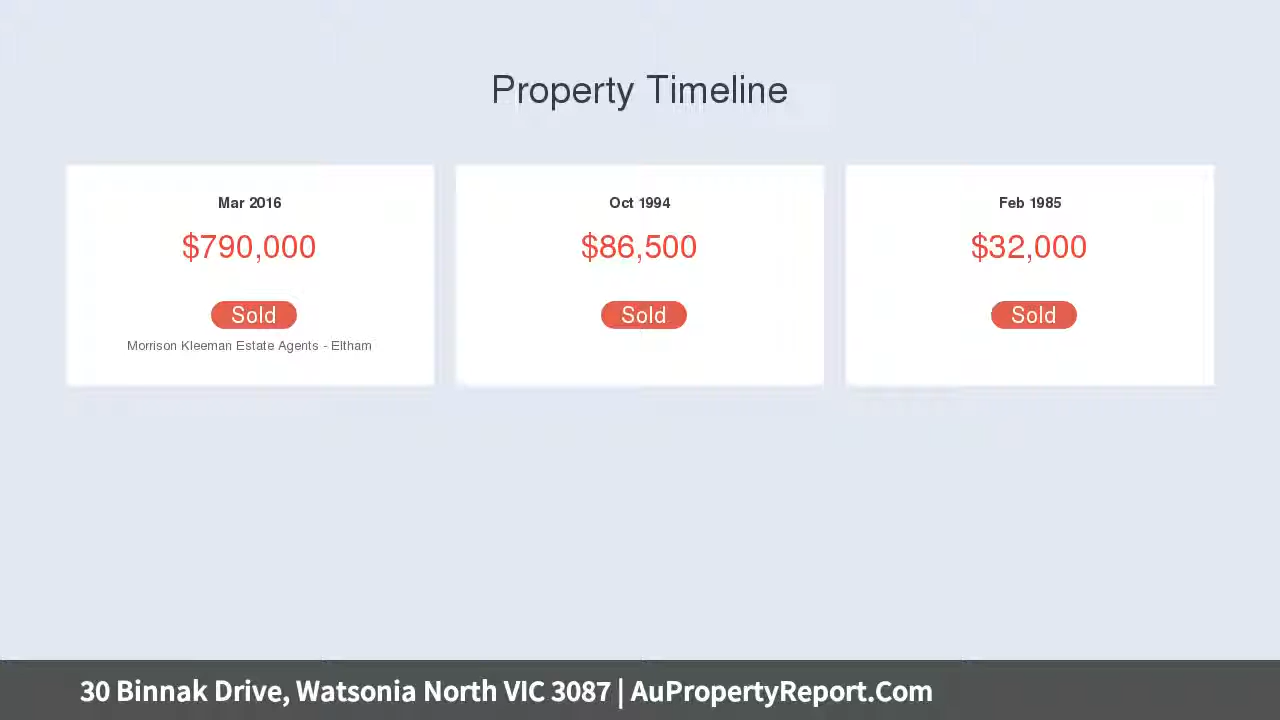 Property Timeline
Mar 2016
$790,000
Sold
Morrison Kleeman Estate Agents - Eltham
Oct 1994
$86,500
Sold
Feb 1985
$32,000
Sold
30 Binnak Drive, Watsonia North VIC 3087 | AuPropertyReport.Com